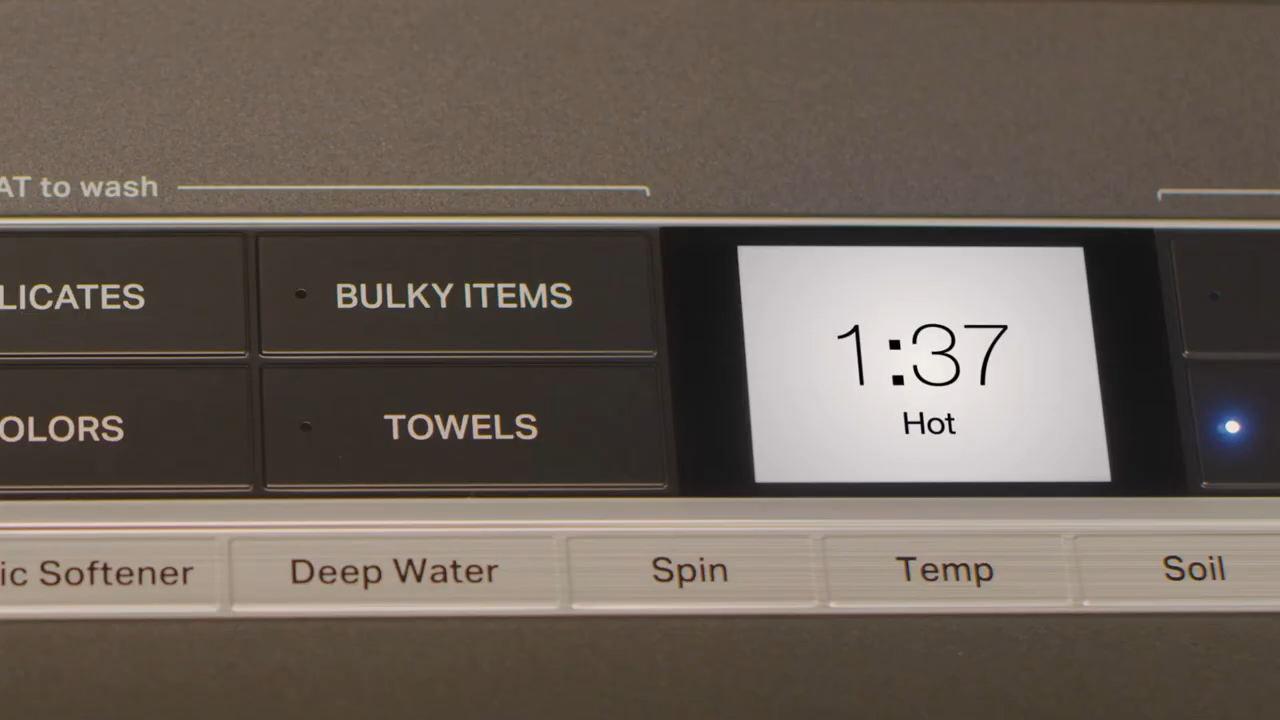 AT to wash
LICATES
BULKY ITEMS
1:37
Hot
OLORS
TOWELS
ic Softener
Deep Water
Spin
Temp
Soil